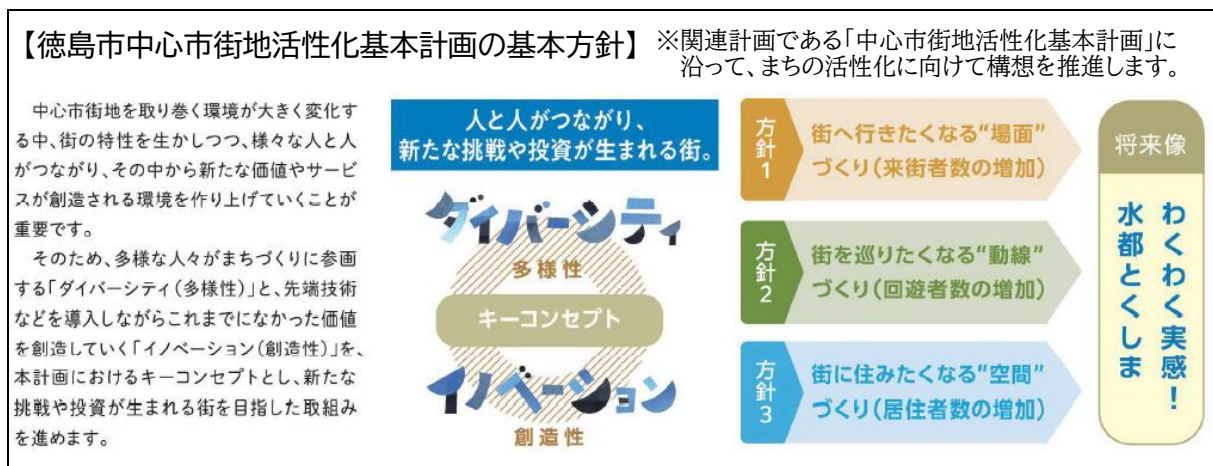 【徳島市中心市街地活性化基本計画の基本方針】
※関連計画である「中心市街地活性化基本計画」に
沿って、まちの活性化に向けて構想を推進します。
中心市街地を取り巻く環境が大きく変化す
る中、街の特性を生かしつつ、様々な人と人
がつながり、その中から新たな価値やサービ
スが創造される環境を作り上げていくことが
重要です。
そのため、多様な人々がまちづくりに参画
する「ダイバーシティ(多様性)」と、先端技術
などを導入しながらこれまでになかった価値
を創造していく「イノベーション(創造性)」を、
本計画におけるキーコンセプトとし、新たな
挑戦や投資が生まれる街を目指した取組み
を進めます。
人と人がつながり、
新たな挑戦や投資が生まれる街。
ダイバーシティ
多様性
キーコンセプト
イノベーション
創造性
方針1
街へ行きたくなる“場面”
づくり(来街者数の増加)
方針2
街を巡りたくなる“動線”
づくり(回遊者数の増加)
方針3
街に住みたくなる“空間”
づくり(居住者数の増加)
将来像
わくわく実感!
水都とくしま